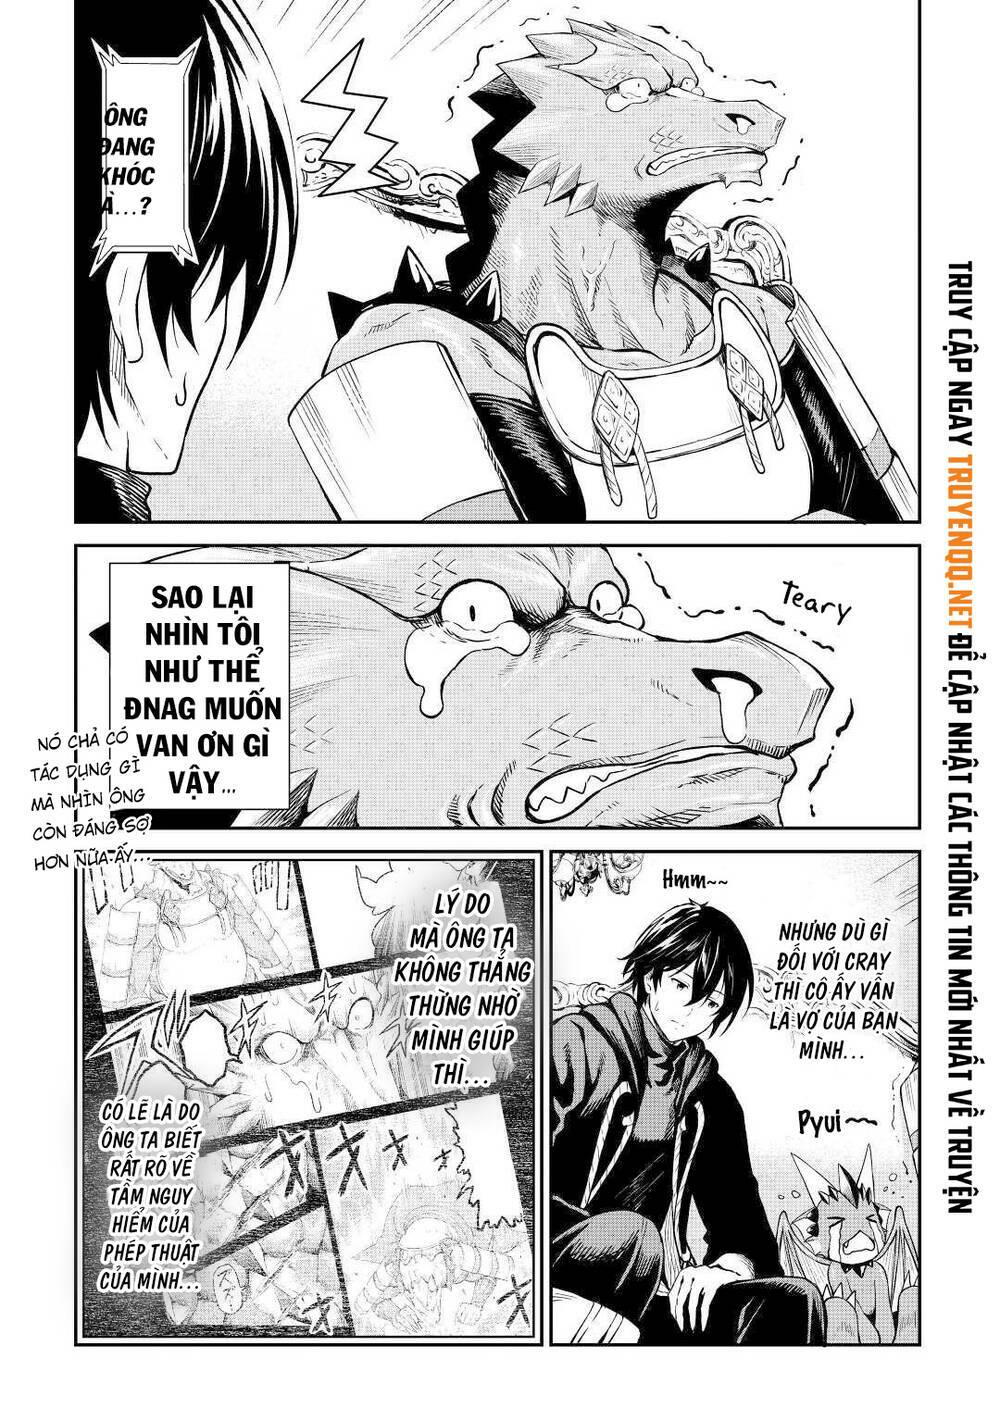 ÔNG
ĐANG
KHÓC
À...?
SAO LẠI
NHÌN TÔI
NHƯ THỂ
ĐNAG MUỐN
VAN ƠN GÌ
VẬY...
Teary
NÓ CHẢ CÓ
TÁC DỤNG GÌ
MÀ NHÌN ÔNG
CÒN ĐÁNG SỢ
HƠN NỮA ẤY...
Hmm~~
NHƯNG DÙ GÌ
ĐỐI VỚI CRAY
THÌ CÔ ẤY VẪN
LÀ VỢ CỦA BẠN
MÌNH...
Pyui~~
LÝ DO
MÀ ÔNG TA
KHÔNG THẲNG
THỪNG NHỜ
MÌNH GIÚP
THÌ...
CÓ LẼ LÀ DO
ÔNG TA BIẾT
RẤT RÕ VỀ
TẦM NGUY
HIỂM CỦA
PHÉP THUẬT
CỦA MÌNH...
TRUY CẬP NGAY TRUYENQQ.NET ĐỂ CẬP NHẬT CÁC THÔNG TIN MỚI NHẤT VỀ TRUYỆN